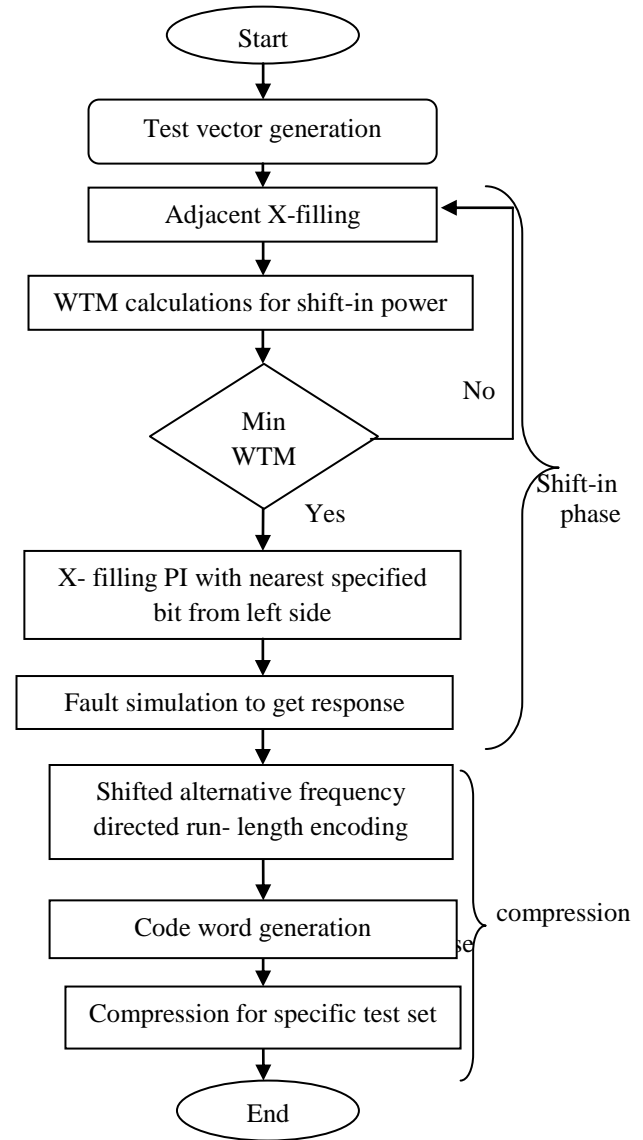 Start
Test vector generation
Adjacent X-filling
WTM calculations for shift-in power
No
Min
WTM
Shift-in
phase
Yes
X- filling PI with nearest specified
bit from left side
Fault simulation to get response
Shifted alternative frequency
directed run- length encoding
compression
Code word generation
Compression for specific test set
End